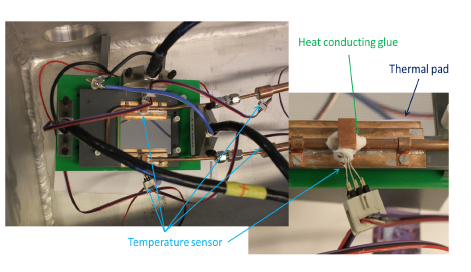 Heat conducting glue
Thermal pad
Temperature sensor